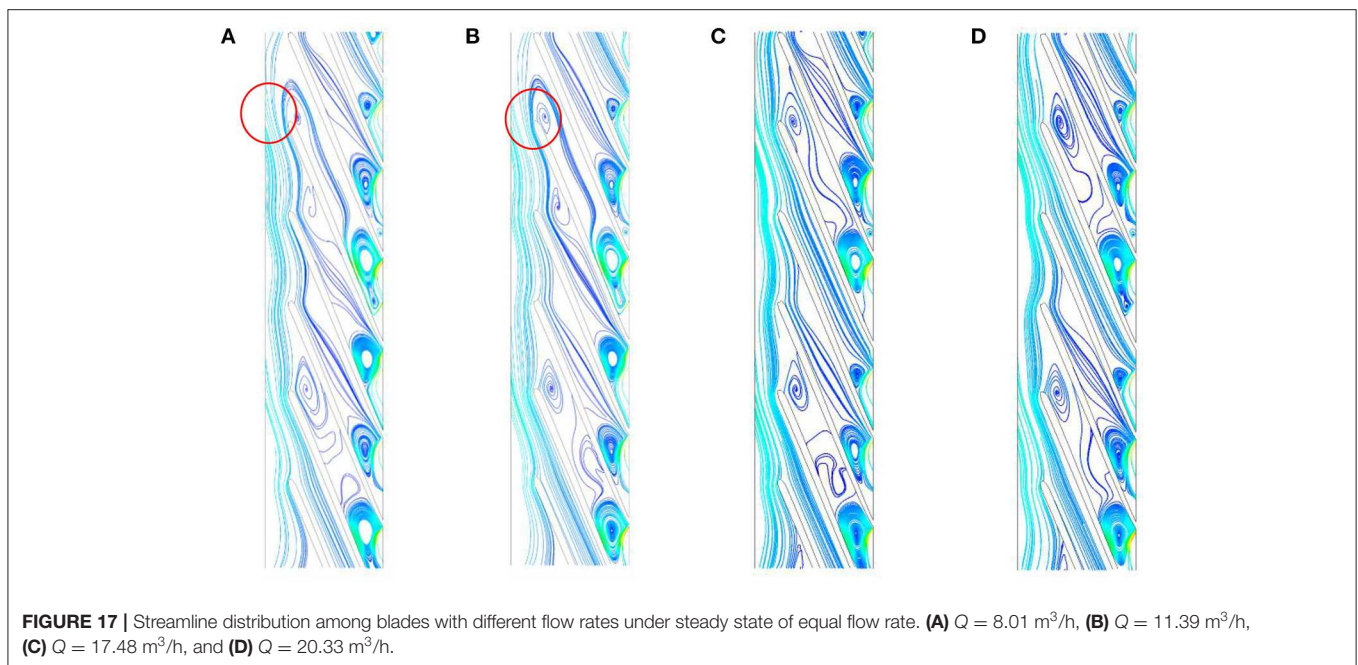 A B C D
FIGURE 17 | Streamline distribution among blades with different flow rates under steady state of equal flow rate. (A) Q = 8.01 m³/h, (B) Q = 11.39 m³/h,
(C) Q = 17.48 m³/h, and (D) Q = 20.33 m³/h.